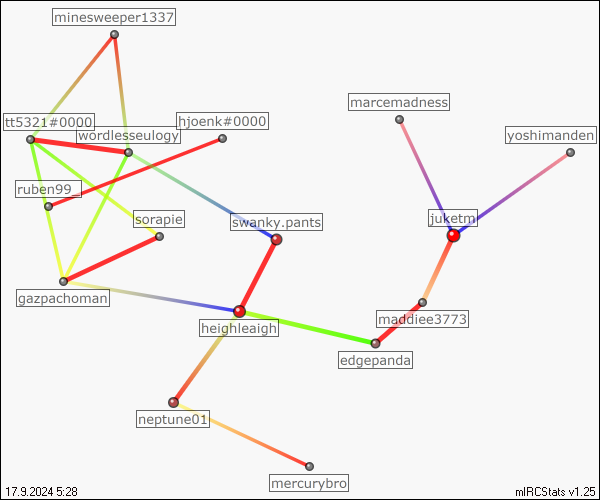 minesweeper1337
marcemadness
tt5321#0000
hjoenk#0000
wordlesseulogy
yoshimanden
ruben99_
sorapie
swanky.pants
juketm
gazpachoman
heighleaigh
maddiee3773
edgepanda
neptune01
mercurybro
17.9.2024 5:28
mIRCStats v1.25